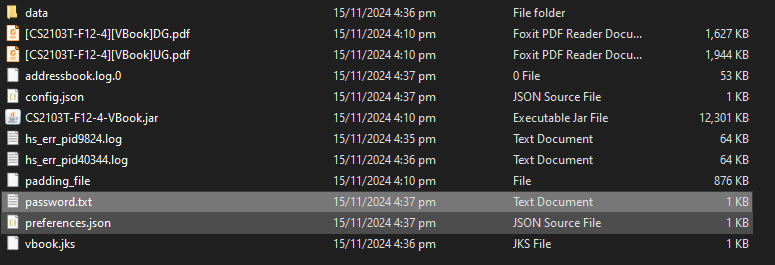 data 15/11/2024 4:36 pm File folder
[CS2103T-F12-4][VBook]DG.pdf 15/11/2024 4:10 pm Foxit PDF Reader Docu... 1,627 KB
[CS2103T-F12-4][VBook]UG.pdf 15/11/2024 4:10 pm Foxit PDF Reader Docu... 1,944 KB
addressbook.log.0 15/11/2024 4:37 pm 0 File 53 KB
config.json 15/11/2024 4:37 pm JSON Source File 1 KB
CS2103T-F12-4-VBook.jar 15/11/2024 4:10 pm Executable Jar File 12,301 KB
hs_err_pid9824.log 15/11/2024 4:35 pm Text Document 64 KB
hs_err_pid40344.log 15/11/2024 4:36 pm Text Document 64 KB
padding_file 15/11/2024 4:10 pm File 876 KB
password.txt 15/11/2024 4:37 pm Text Document 1 KB
preferences.json 15/11/2024 4:37 pm JSON Source File 1 KB
vbook.jks 15/11/2024 4:36 pm JKS File 1 KB